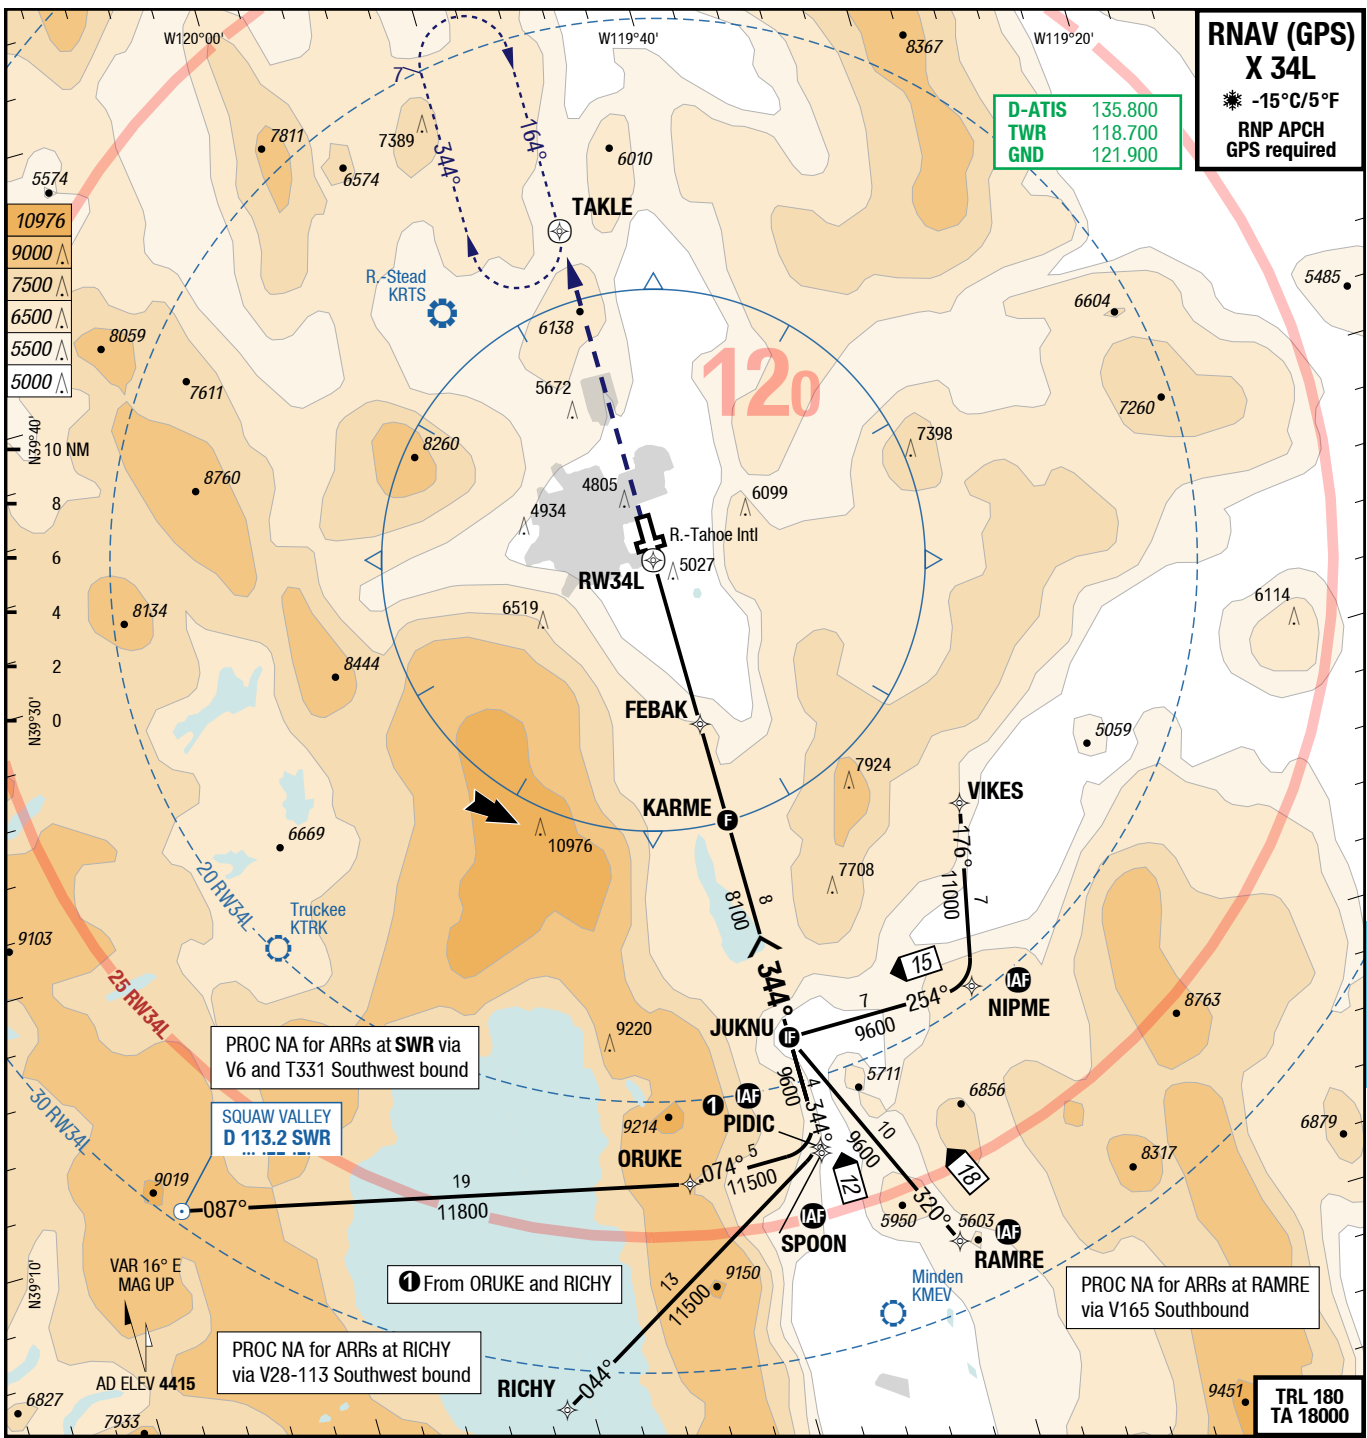 W120°00'
W119°40'
W119°20'
RNAV (GPS)
X 34L
-15°C/5°F
RNP APCH
GPS required
D-ATIS 135.800
TWR 118.700
GND 121.900
8367
7811
7389
6574
6010
5574
7
344°
164°
TAKLE
10976
9000
7500
6500
5500
5000
R.-Stead
KRTS
5485
6604
6138
8059
7611
5672
120
7260
N39°40'
10 NM
8
6
4
2
0
N39°30'
8260
7398
8760
4805
4934
6099
R.-Tahoe Intl
5027
RW34L
6519
6114
8134
8444
FEBAK
5059
7924
VIKES
KARME
F
10976
6669
7708
176°
11000
7
8
8100
20 RW34L
Truckee
KTRK
9103
25 RW34L
15
IAF
NIPME
254°
7
9600
344°
8763
JUKNU
IF
9220
PROC NA for ARRs at SWR via
V6 and T331 Southwest bound
5711
6856
4
9600
344°
10
9600
30 RW34L
SQUAW VALLEY
D 113.2 SWR
1
IAF
PIDIC
9214
6879
ORUKE
074°
5
11500
12
18
8317
9019
087°
19
11800
320°
IAF
SPOON
5950
5603
IAF
RAMRE
VAR 16° E
MAG UP
1 From ORUKE and RICHY
13
11500
9150
Minden
KMEV
PROC NA for ARRs at RAMRE
via V165 Southbound
N39°10'
PROC NA for ARRs at RICHY
via V28-113 Southwest bound
AD ELEV 4415
RICHY
044°
6827
7933
9451
TRL 180
TA 18000